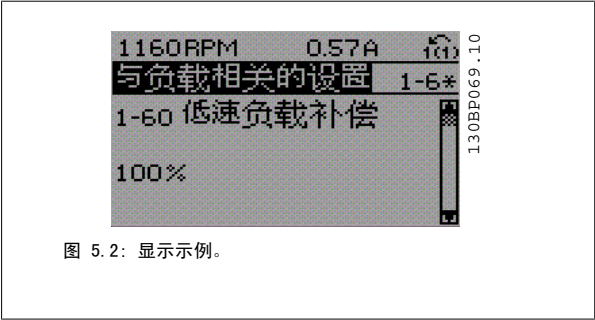 1160RPM 0.57A 1(1)
与负载相关的设置 1-6*
1-60 低速负载补偿
100%
130BP069.10
图 5.2: 显示示例。